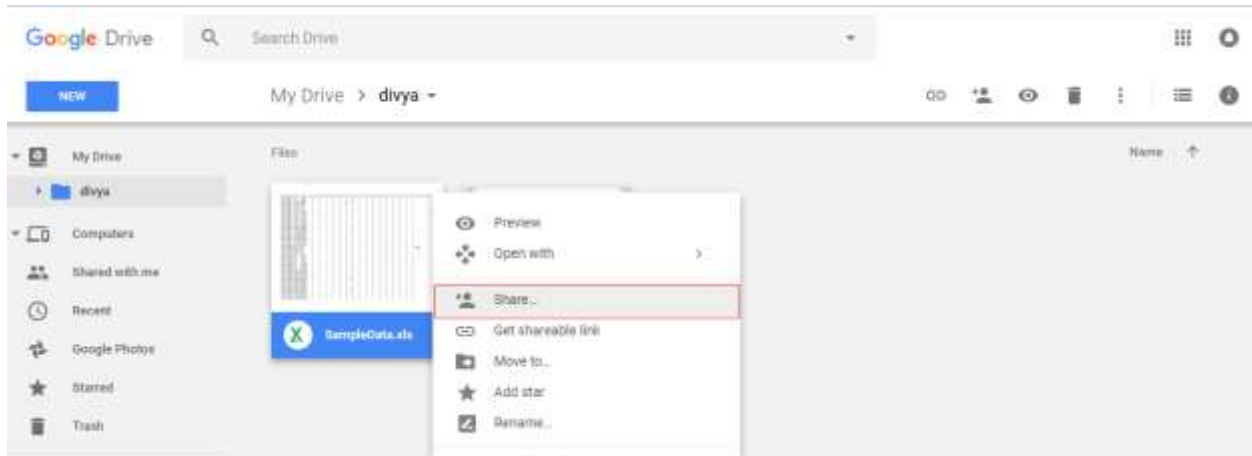 Google Drive
Search Drive
NEW
My Drive > divya
My Drive
divya
Computers
Shared with me
Recent
Google Photos
Starred
Trash
Files
Name
SampleData.xls
Preview
Open with
Share...
Get shareable link
Move to...
Add star
Rename...